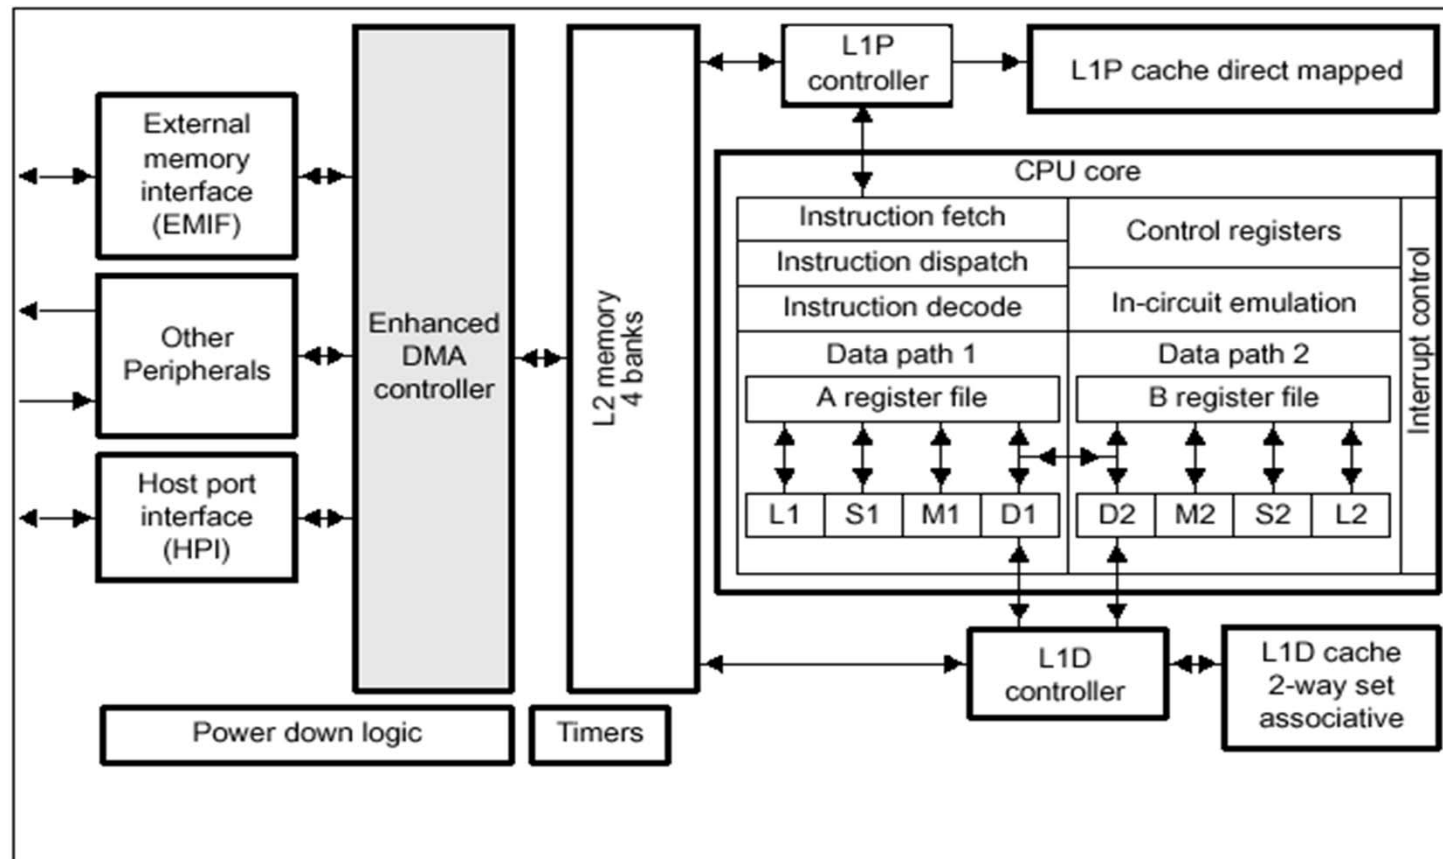 L1P
controller
L1P cache direct mapped
External
memory
interface
(EMIF)
Other
Peripherals
Host port
interface
(HPI)
Enhanced
DMA
controller
L2 memory
4 banks
CPU core
Instruction fetch
Instruction dispatch
Instruction decode
Control registers
In-circuit emulation
Interrupt control
Data path 1
Data path 2
A register file
B register file
L1 S1 M1 D1
D2 M2 S2 L2
L1D
controller
L1D cache
2-way set
associative
Power down logic
Timers